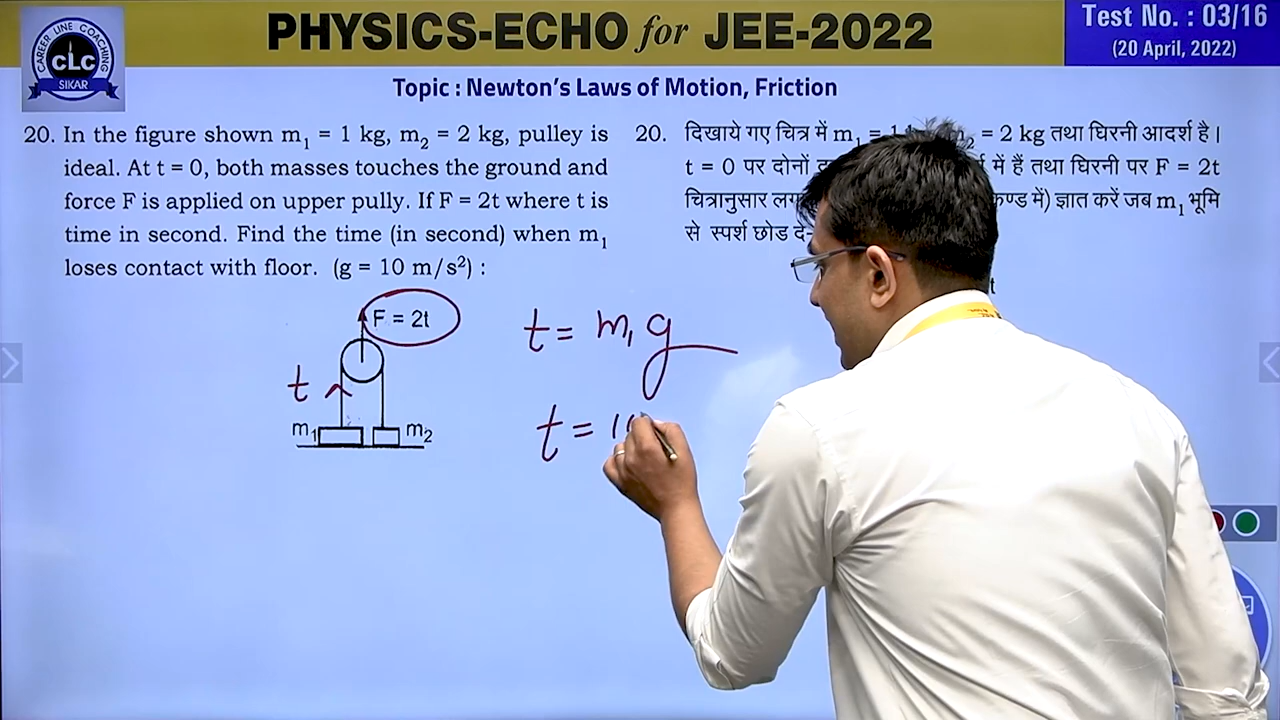 PHYSICS-ECHO for JEE-2022
Test No. : 03/16
(20 April, 2022)
CAREER LINE COACHING
CLC
SIKAR
Topic : Newton's Laws of Motion, Friction
20. In the figure shown m₁ = 1 kg, m₂ = 2 kg, pulley is
ideal. At t = 0, both masses touches the ground and
force F is applied on upper pully. If F = 2t where t is
time in second. Find the time (in second) when m₁
loses contact with floor. (g = 10 m/s²) :
20. दिखाये गए चित्र में m₁ = = 2 kg तथा घिरनी आदर्श है।
t = 0 पर दोनों में हैं तथा घिरनी पर F = 2t
चित्रानुसार ज्ञात करें जब m₁ भूमि
से स्पर्श छोड
F = 2t
t
m₁
m₂
t = m₁g
t =